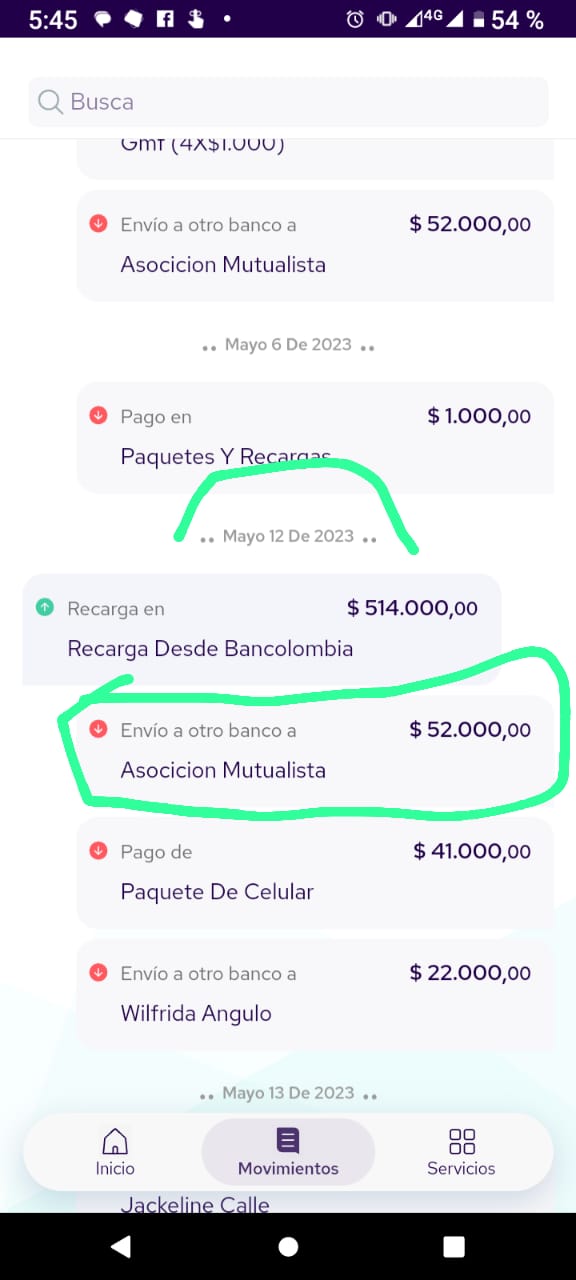 5:45
4G
54 %
Busca
Gmf (4X$1.000)
Envío a otro banco a $ 52.000,00
Asocicion Mutualista
•• Mayo 6 De 2023 ••
Pago en $ 1.000,00
Paquetes Y Recargas
•• Mayo 12 De 2023 ••
Recarga en $ 514.000,00
Recarga Desde Bancolombia
Envío a otro banco a $ 52.000,00
Asocicion Mutualista
Pago de $ 41.000,00
Paquete De Celular
Envío a otro banco a $ 22.000,00
Wilfrida Angulo
•• Mayo 13 De 2023 ••
Inicio Movimientos Servicios
Jackeline Calle